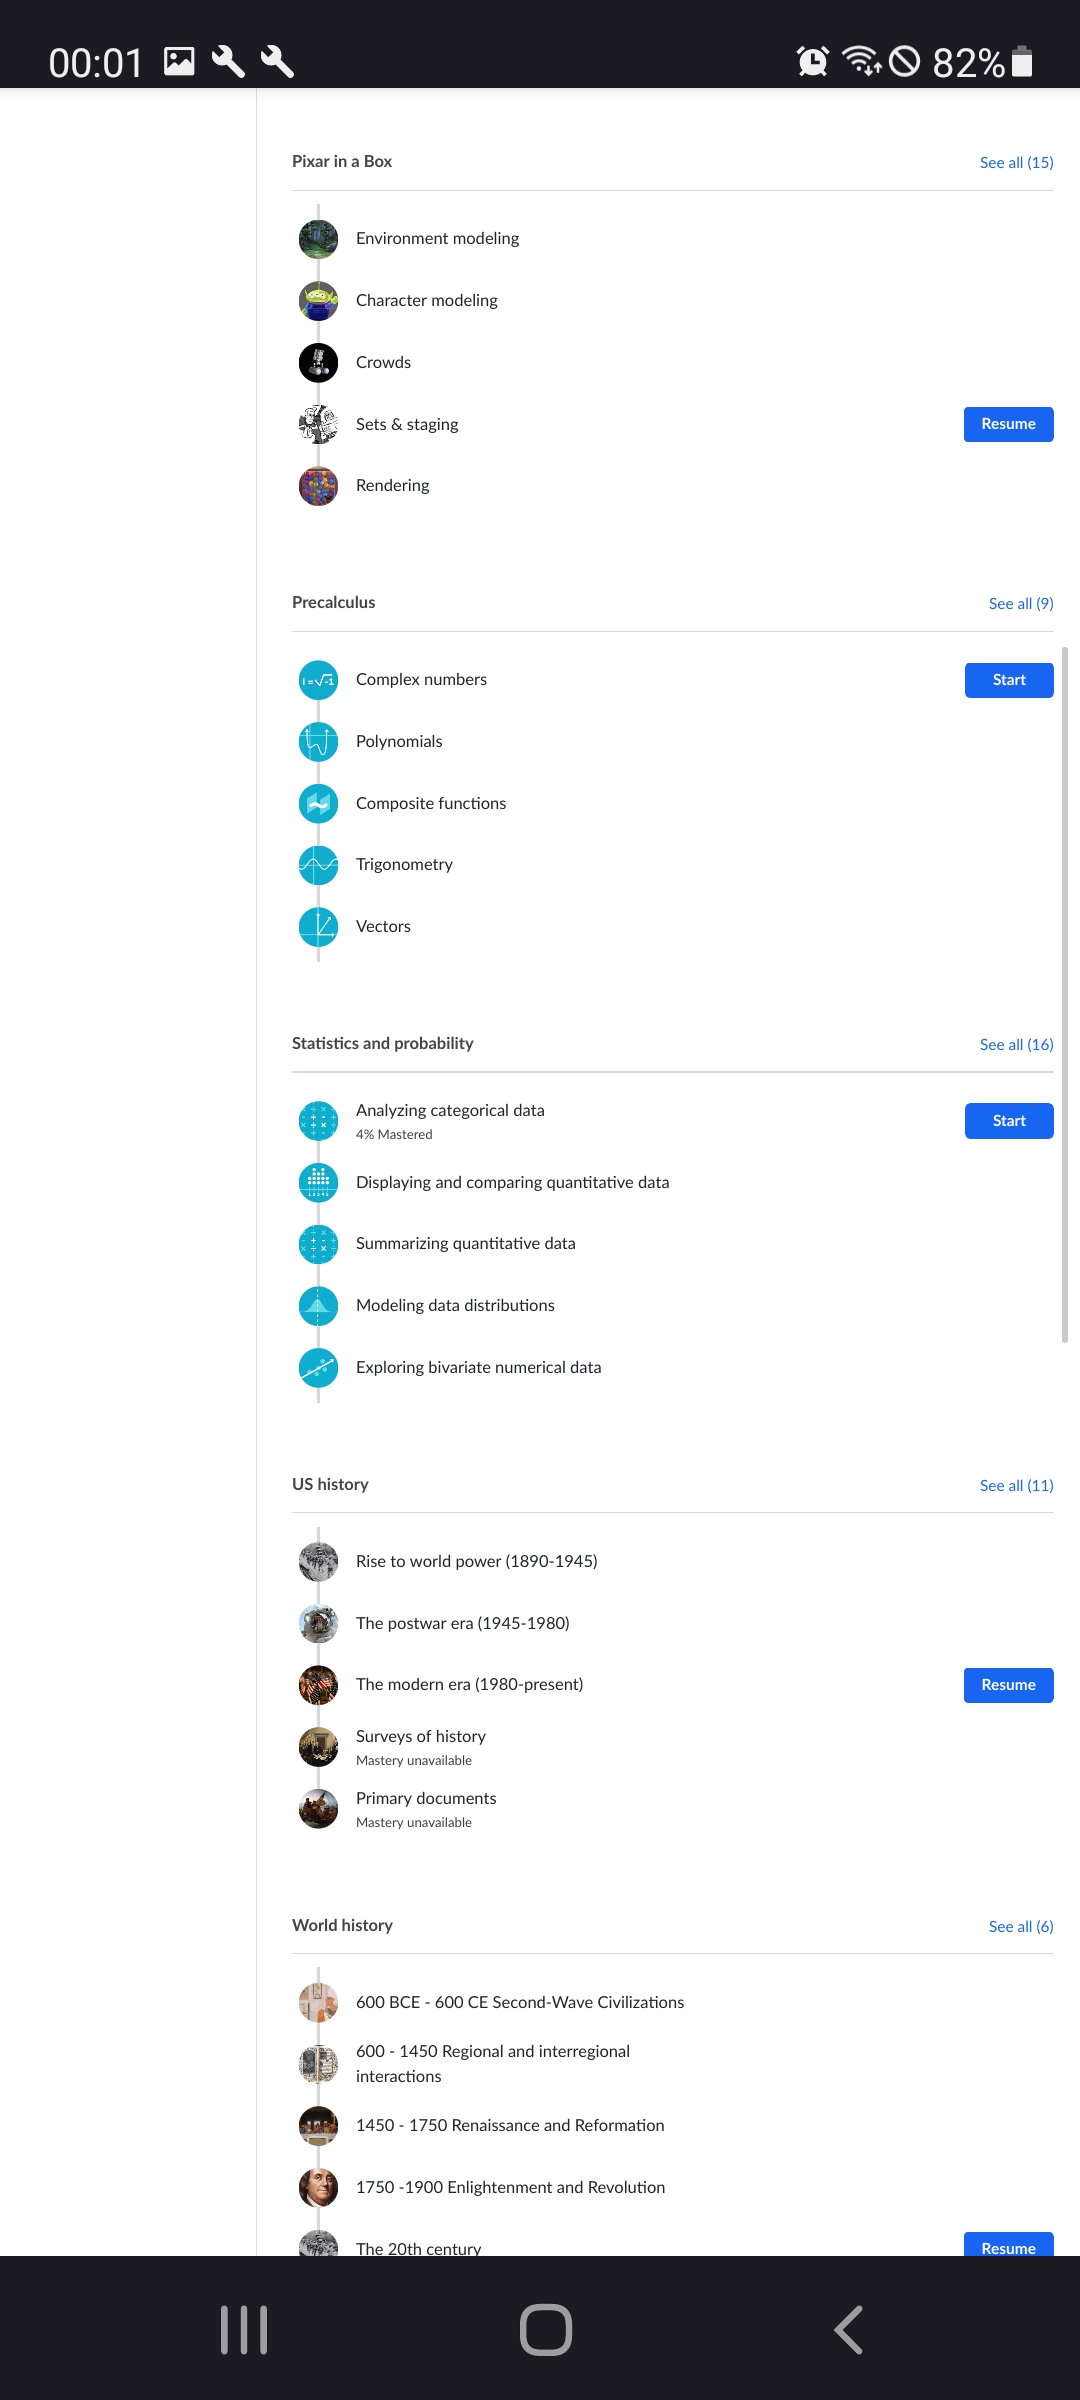 00:01
82%
Pixar in a Box
See all (15)
Environment modeling
Character modeling
Crowds
Sets & staging
Resume
Rendering
Precalculus
See all (9)
Complex numbers
Start
Polynomials
Composite functions
Trigonometry
Vectors
Statistics and probability
See all (16)
Analyzing categorical data
4% Mastered
Start
Displaying and comparing quantitative data
Summarizing quantitative data
Modeling data distributions
Exploring bivariate numerical data
US history
See all (11)
Rise to world power (1890-1945)
The postwar era (1945-1980)
The modern era (1980-present)
Resume
Surveys of history
Mastery unavailable
Primary documents
Mastery unavailable
World history
See all (6)
600 BCE - 600 CE Second-Wave Civilizations
600 - 1450 Regional and interregional
interactions
1450 - 1750 Renaissance and Reformation
1750 -1900 Enlightenment and Revolution
The 20th century
Resume